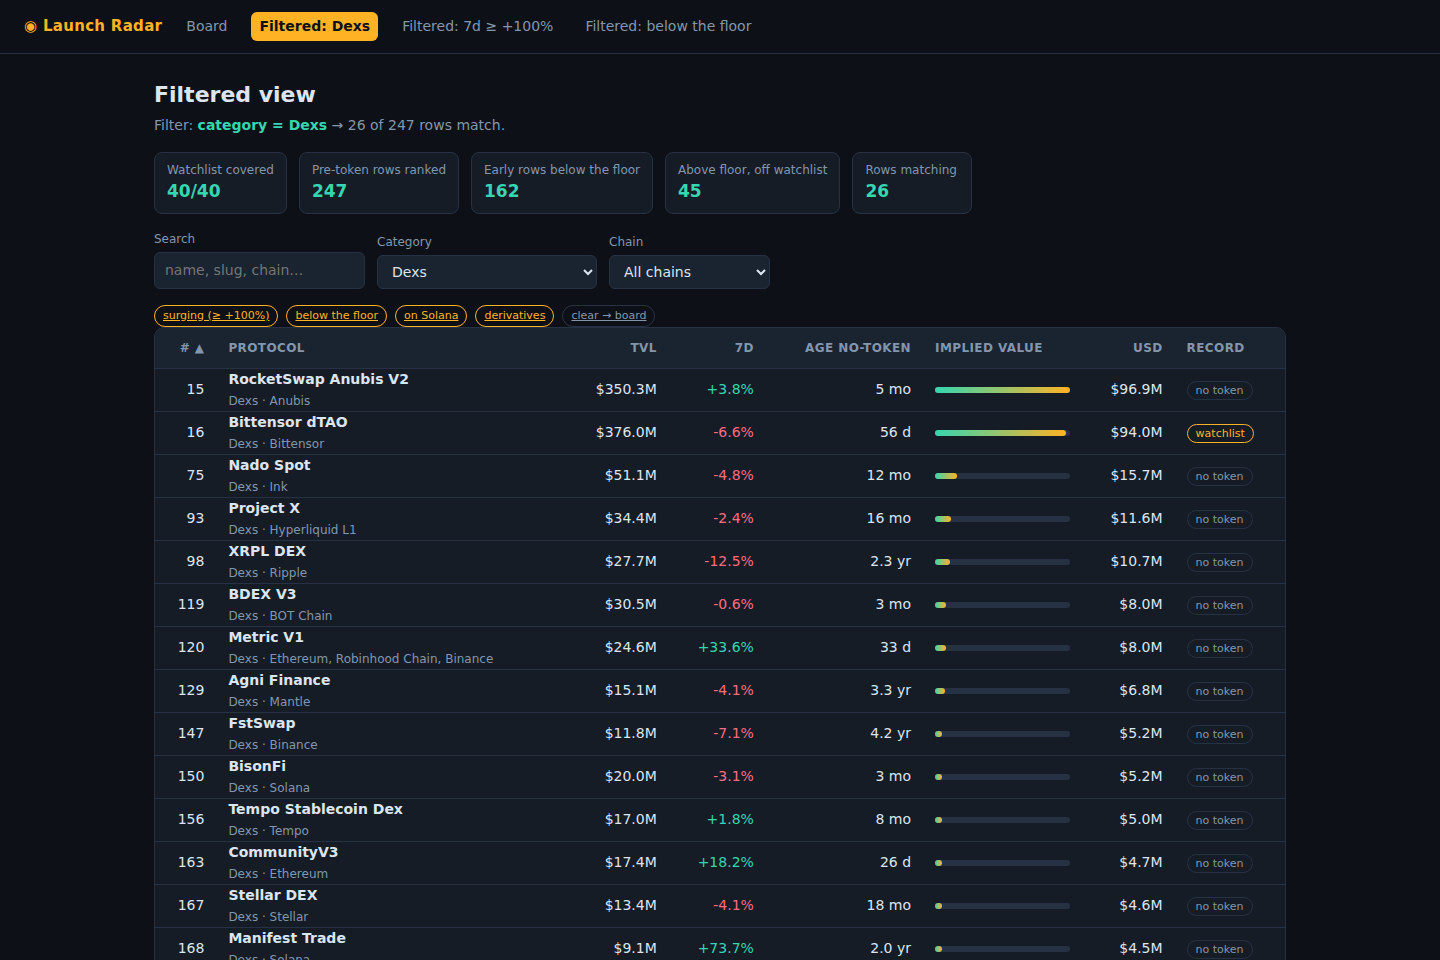 ◉ Launch Radar Board Filtered: Dexs Filtered: 7d ≥ +100% Filtered: below the floor
Filtered view
Filter: category = Dexs → 26 of 247 rows match.
Watchlist covered Pre-token rows ranked Early rows below the floor Above floor, off watchlist Rows matching
40/40 247 162 45 26
Search Category Chain
name, slug, chain... Dexs All chains
surging (≥ +100%) below the floor on Solana derivatives clear → board
# ▲ PROTOCOL TVL 7D AGE NO-TOKEN IMPLIED VALUE USD RECORD
15 RocketSwap Anubis V2 $350.3M +3.8% 5 mo $96.9M no token
Dexs · Anubis
16 Bittensor dTAO $376.0M -6.6% 56 d $94.0M watchlist
Dexs · Bittensor
75 Nado Spot $51.1M -4.8% 12 mo $15.7M no token
Dexs · Ink
93 Project X $34.4M -2.4% 16 mo $11.6M no token
Dexs · Hyperliquid L1
98 XRPL DEX $27.7M -12.5% 2.3 yr $10.7M no token
Dexs · Ripple
119 BDEX V3 $30.5M -0.6% 3 mo $8.0M no token
Dexs · BOT Chain
120 Metric V1 $24.6M +33.6% 33 d $8.0M no token
Dexs · Ethereum, Robinhood Chain, Binance
129 Agni Finance $15.1M -4.1% 3.3 yr $6.8M no token
Dexs · Mantle
147 FstSwap $11.8M -7.1% 4.2 yr $5.2M no token
Dexs · Binance
150 BisonFi $20.0M -3.1% 3 mo $5.2M no token
Dexs · Solana
156 Tempo Stablecoin Dex $17.0M +1.8% 8 mo $5.0M no token
Dexs · Tempo
163 CommunityV3 $17.4M +18.2% 26 d $4.7M no token
Dexs · Ethereum
167 Stellar DEX $13.4M -4.1% 18 mo $4.6M no token
Dexs · Stellar
168 Manifest Trade $9.1M +73.7% 2.0 yr $4.5M no token
Dexs · Solana